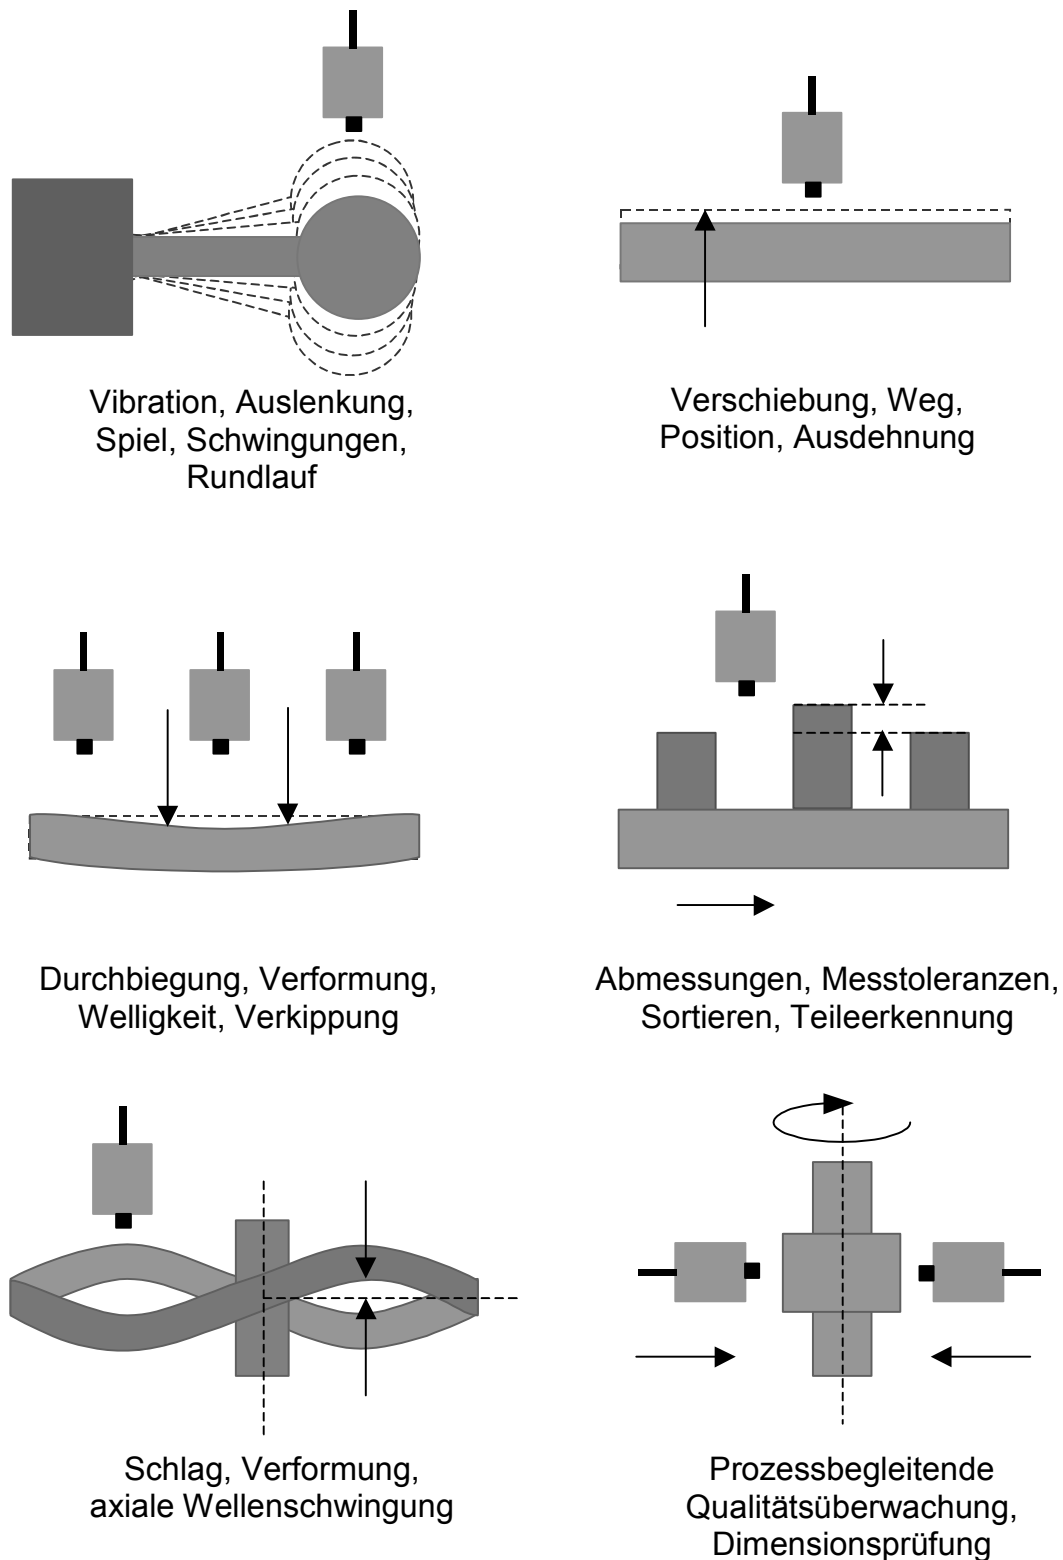 Vibration, Auslenkung,
Spiel, Schwingungen,
Rundlauf
Verschiebung, Weg,
Position, Ausdehnung
Durchbiegung, Verformung,
Welligkeit, Verkippung
Abmessungen, Messtoleranzen,
Sortieren, Teileerkennung
Schlag, Verformung,
axiale Wellenschwingung
Prozessbegleitende
Qualitätsüberwachung,
Dimensionsprüfung